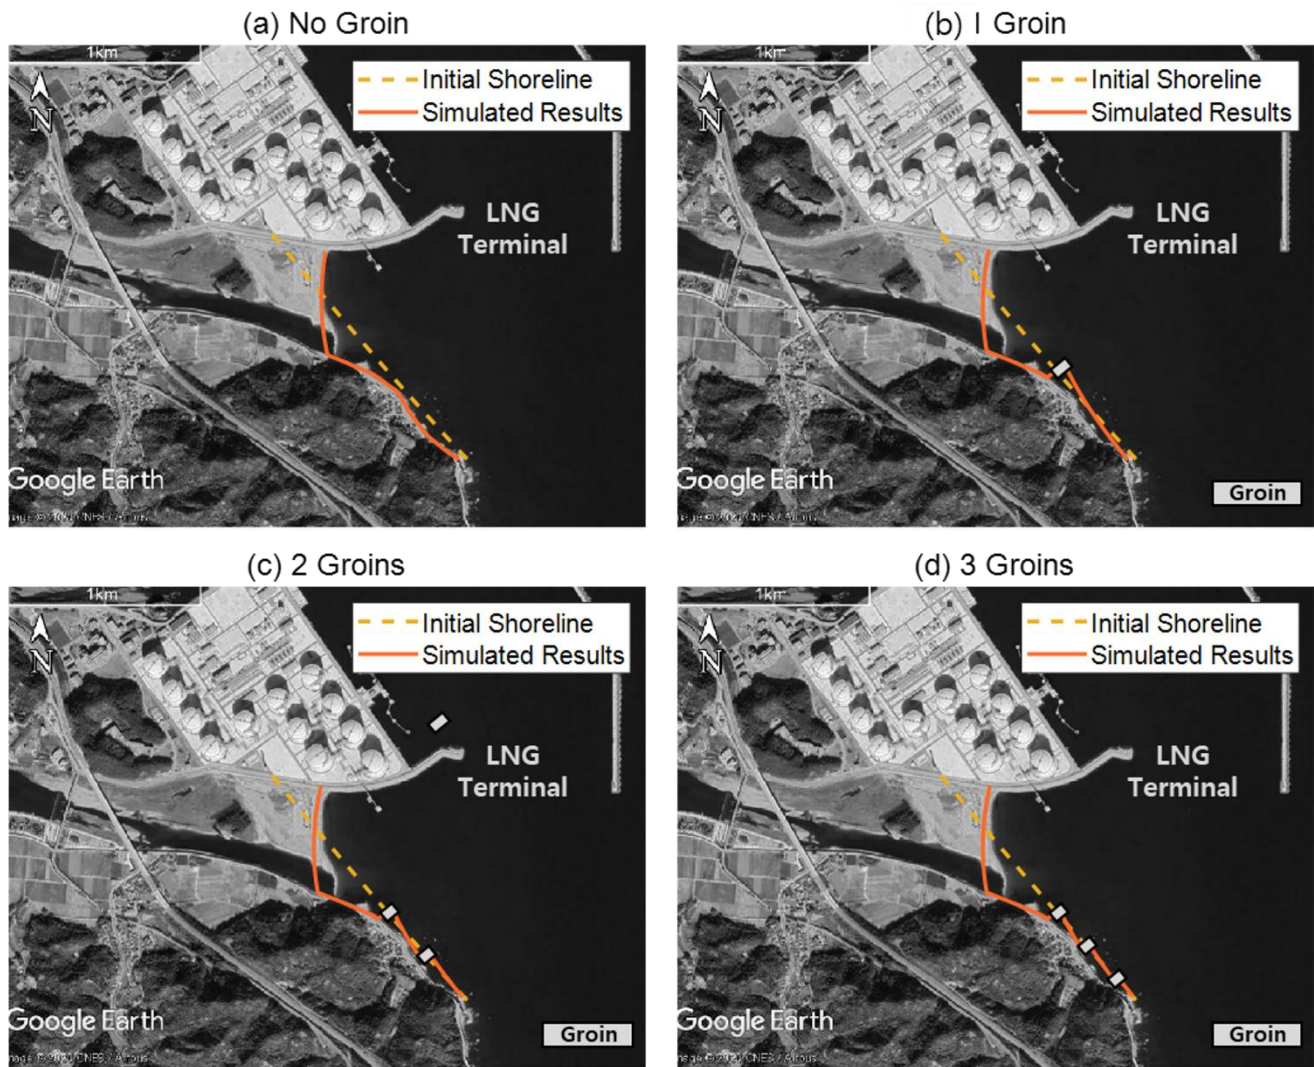 (a) No Groin
1km
Initial Shoreline
Simulated Results
N
LNG
Terminal
Google Earth
(b) 1 Groin
1km
Initial Shoreline
Simulated Results
N
LNG
Terminal
Google Earth
Groin
(c) 2 Groins
1km
Initial Shoreline
Simulated Results
N
LNG
Terminal
Google Earth
Groin
(d) 3 Groins
1km
Initial Shoreline
Simulated Results
N
LNG
Terminal
Google Earth
Groin